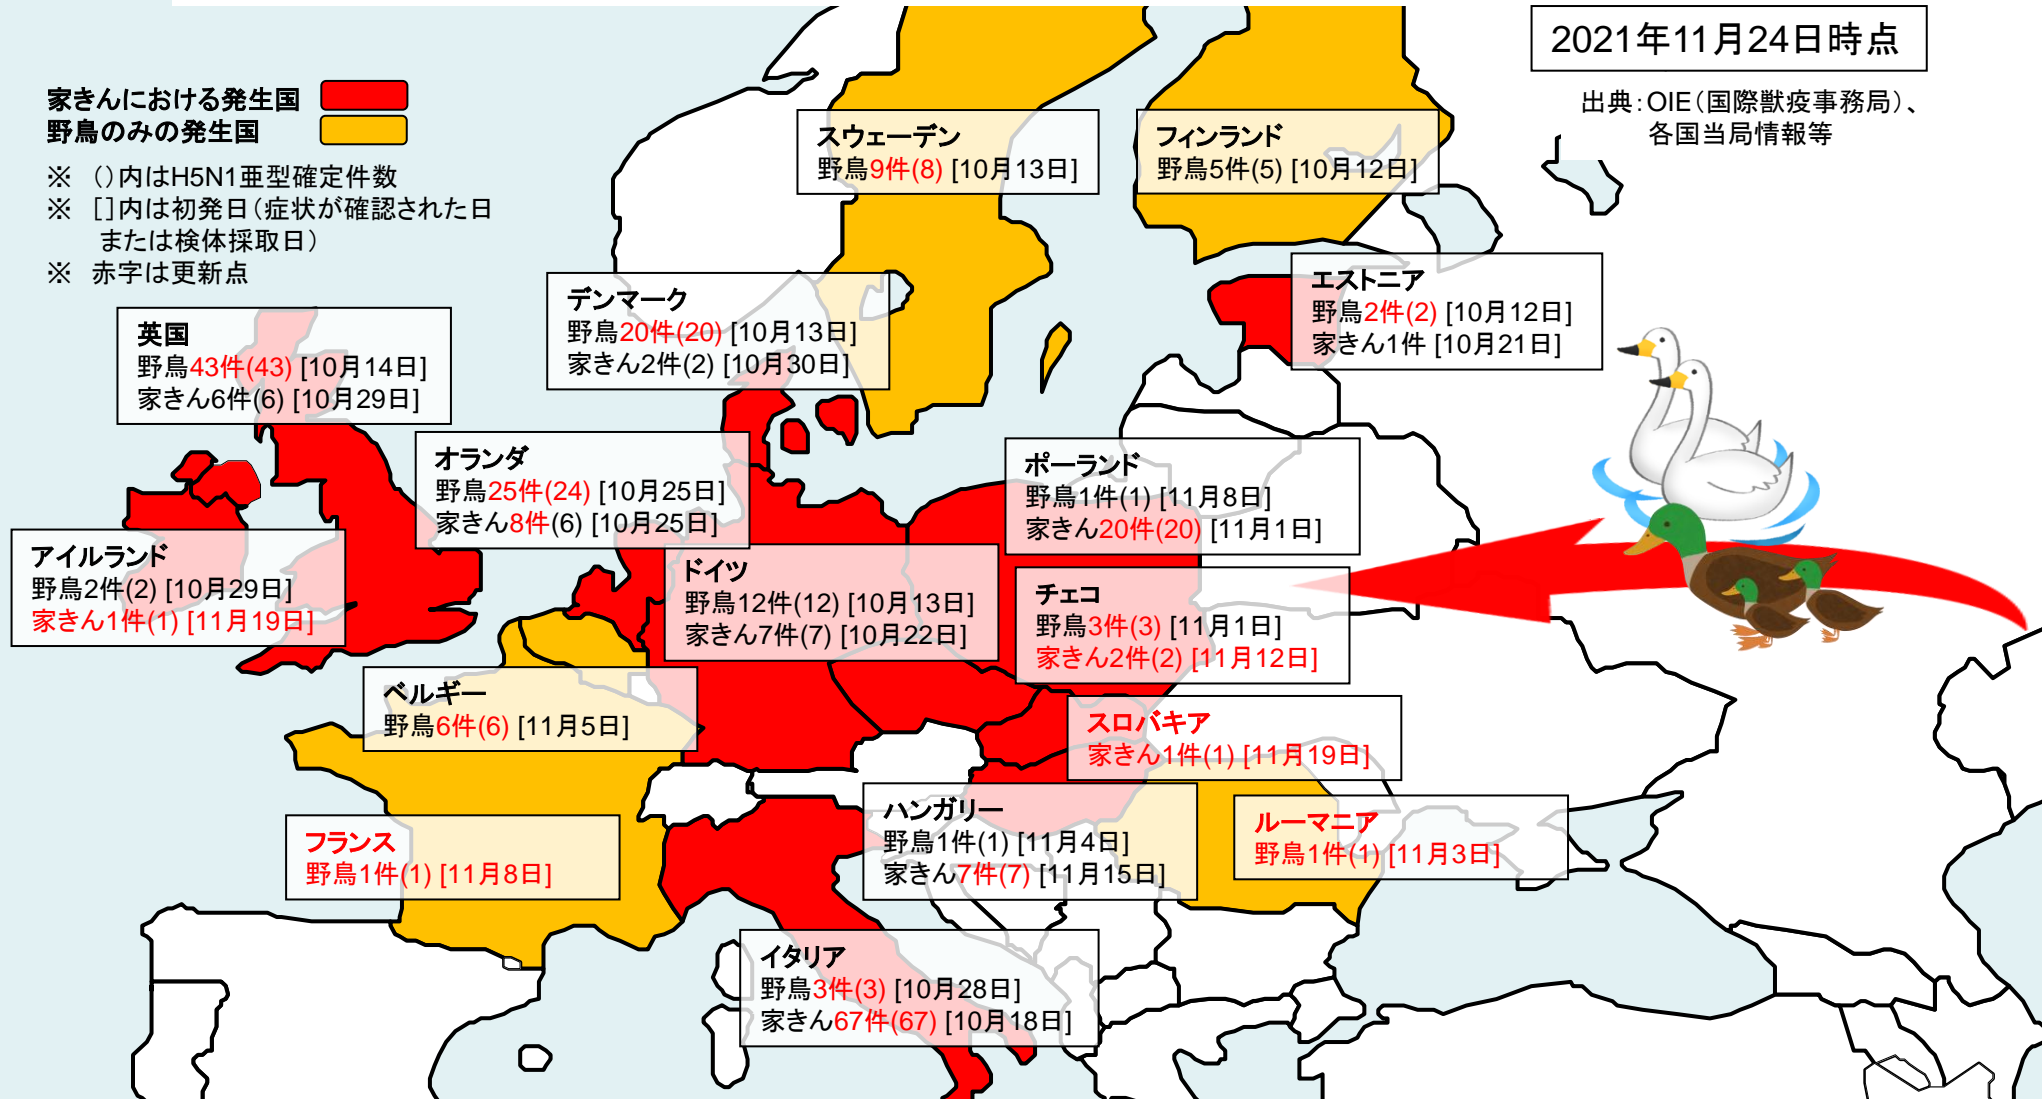 2021年11月24日時点
出典：OIE（国際獣疫事務局）、
各国当局情報等
家きんにおける発生国
野鳥のみの発生国
※ （）内はH5N1亜型確定件数
※ [ ]内は初発日（症状が確認された日
または検体採取日）
※ 赤字は更新点
スウェーデン
野鳥9件(8) [10月13日]
フィンランド
野鳥5件(5) [10月12日]
エストニア
野鳥2件(2) [10月12日]
家きん1件 [10月21日]
デンマーク
野鳥20件(20) [10月13日]
家きん2件(2) [10月30日]
英国
野鳥43件(43) [10月14日]
家きん6件(6) [10月29日]
オランダ
野鳥25件(24) [10月25日]
家きん8件(6) [10月25日]
ポーランド
野鳥1件(1) [11月8日]
家きん20件(20) [11月1日]
アイルランド
野鳥2件(2) [10月29日]
家きん1件(1) [11月19日]
ドイツ
野鳥12件(12) [10月13日]
家きん7件(7) [10月22日]
チェコ
野鳥3件(3) [11月1日]
家きん2件(2) [11月12日]
ベルギー
野鳥6件(6) [11月5日]
スロバキア
家きん1件(1) [11月19日]
フランス
野鳥1件(1) [11月8日]
ハンガリー
野鳥1件(1) [11月4日]
家きん7件(7) [11月15日]
ルーマニア
野鳥1件(1) [11月3日]
イタリア
野鳥3件(3) [10月28日]
家きん67件(67) [10月18日]